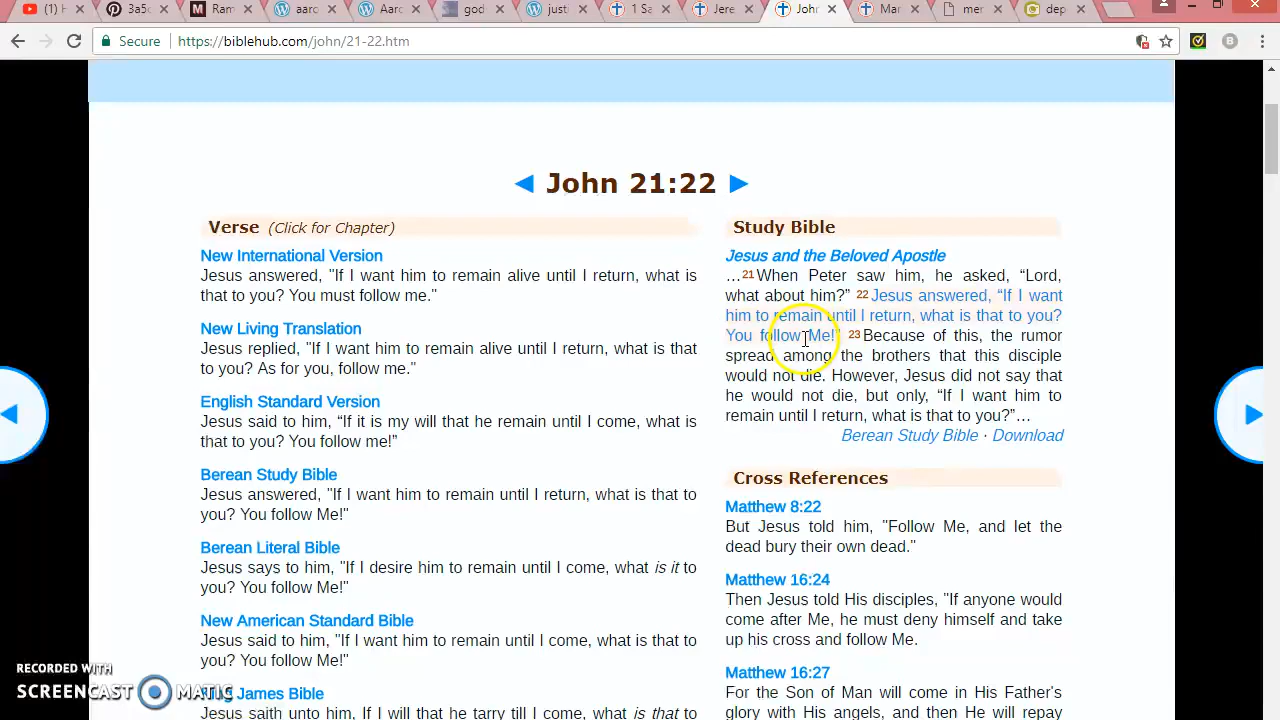 (1) H
3a5c
Ram
aaro
Aarc
god
justi
1 Sa
Jere
John
Mar
mer
dep
Secure
https://biblehub.com/john/21-22.htm
B
John 21:22
Verse (Click for Chapter)
New International Version
Jesus answered, "If I want him to remain alive until I return, what is
that to you? You must follow me."
New Living Translation
Jesus replied, "If I want him to remain alive until I return, what is that
to you? As for you, follow me."
English Standard Version
Jesus said to him, “If it is my will that he remain until I come, what is
that to you? You follow me!”
Berean Study Bible
Jesus answered, "If I want him to remain until I return, what is that to
you? You follow Me!"
Berean Literal Bible
Jesus says to him, "If I desire him to remain until I come, what is it to
you? You follow Me!"
New American Standard Bible
Jesus said to him, "If I want him to remain until I come, what is that to
you? You follow Me!"
James Bible
Jesus saith unto him, If I will that he tarry till I come, what is that to
Study Bible
Jesus and the Beloved Apostle
…21When Peter saw him, he asked, “Lord,
what about him?” 22Jesus answered, “If I want
him to remain until I return, what is that to you?
You follow Me!” 23Because of this, the rumor
spread among the brothers that this disciple
would not die. However, Jesus did not say that
he would not die, but only, “If I want him to
remain until I return, what is that to you?”…
Berean Study Bible · Download
Cross References
Matthew 8:22
But Jesus told him, "Follow Me, and let the
dead bury their own dead."
Matthew 16:24
Then Jesus told His disciples, "If anyone would
come after Me, he must deny himself and take
up his cross and follow Me.
Matthew 16:27
For the Son of Man will come in His Father's
glory with His angels, and then He will repay
RECORDED WITH
SCREENCAST MATIC